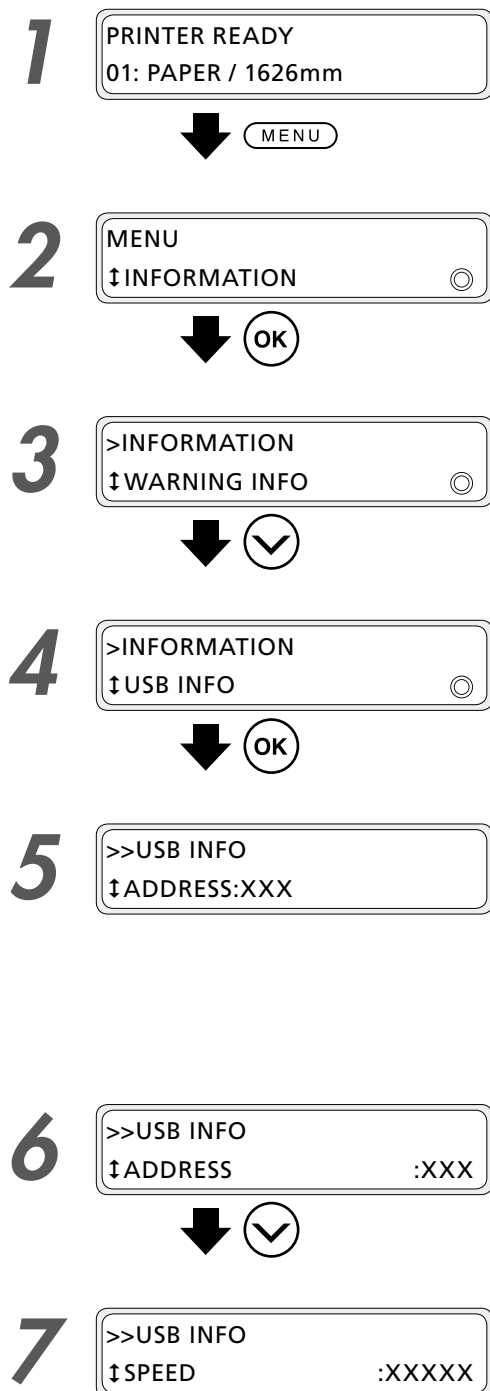 1
PRINTER READY
01: PAPER / 1626mm
MENU
2
MENU
↕INFORMATION ◎
OK
3
>INFORMATION
↕WARNING INFO ◎
4
>INFORMATION
↕USB INFO ◎
OK
5
>>USB INFO
↕ADDRESS:XXX
6
>>USB INFO
↕ADDRESS :XXX
7
>>USB INFO
↕SPEED :XXXXX